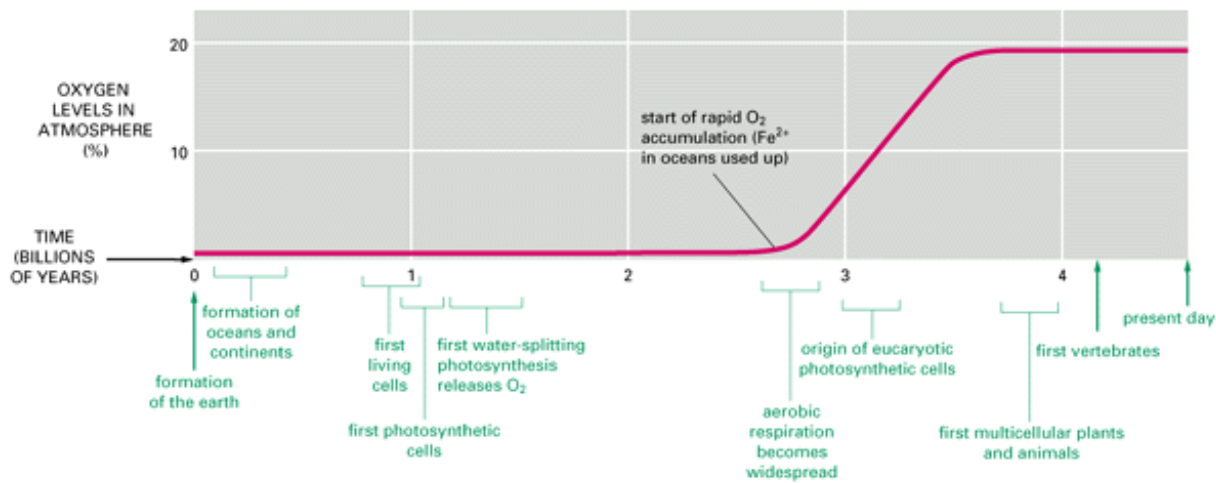 20
OXYGEN
LEVELS IN
ATMOSPHERE
(%)
10
start of rapid O₂
accumulation (Fe²⁺
in oceans used up)
TIME
(BILLIONS
OF YEARS)
0
1
2
3
4
formation of
oceans and
continents
formation
of the earth
first
living
cells
first photosynthetic
cells
first water-splitting
photosynthesis
releases O₂
aerobic
respiration
becomes
widespread
origin of eucaryotic
photosynthetic cells
first multicellular plants
and animals
first vertebrates
present day